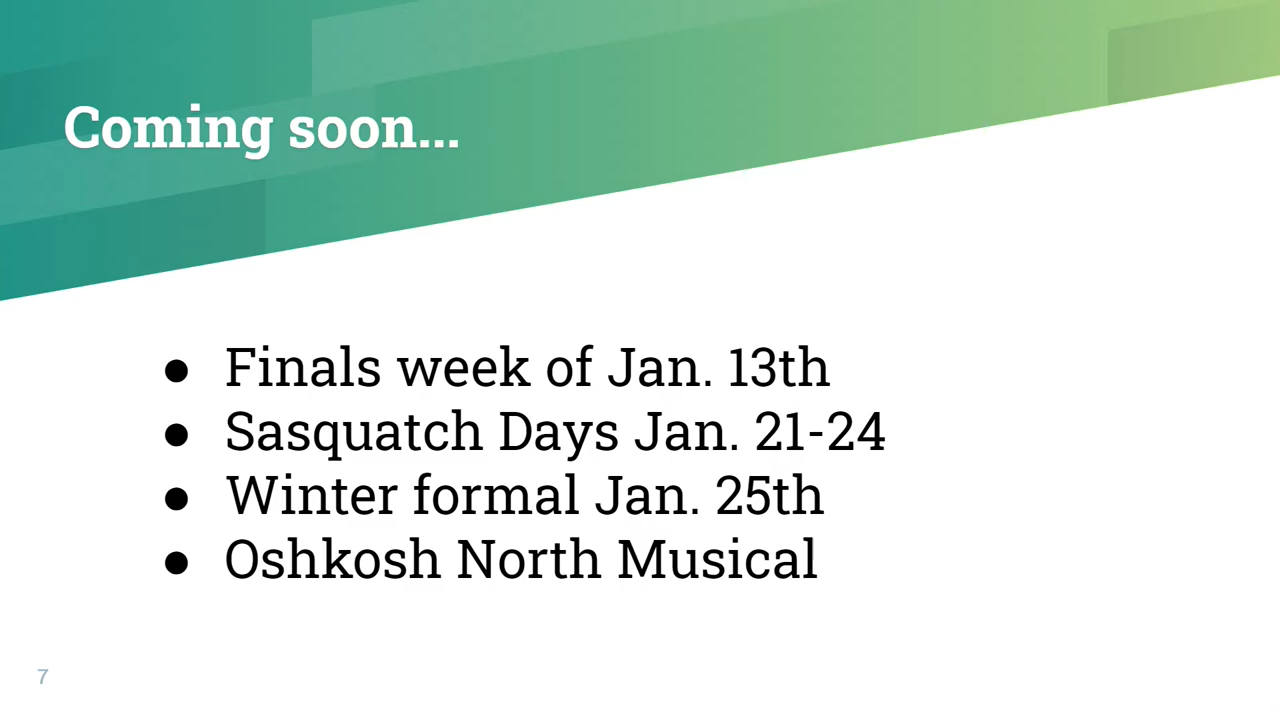 Coming soon...
● Finals week of Jan. 13th
● Sasquatch Days Jan. 21-24
● Winter formal Jan. 25th
● Oshkosh North Musical
7